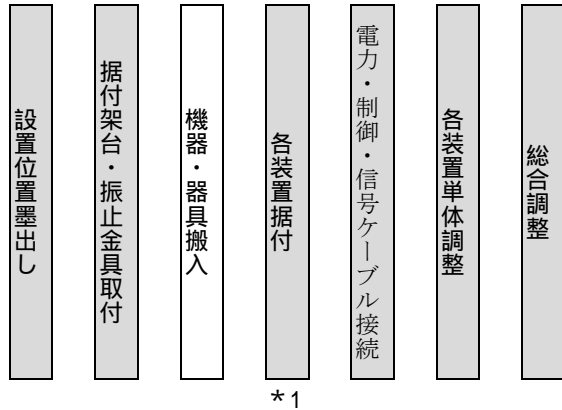 設置位置墨出し
据付架台・振止金具取付
機器・器具搬入
各装置据付
電力・制御・信号ケーブル接続
各装置単体調整
総合調整
*1